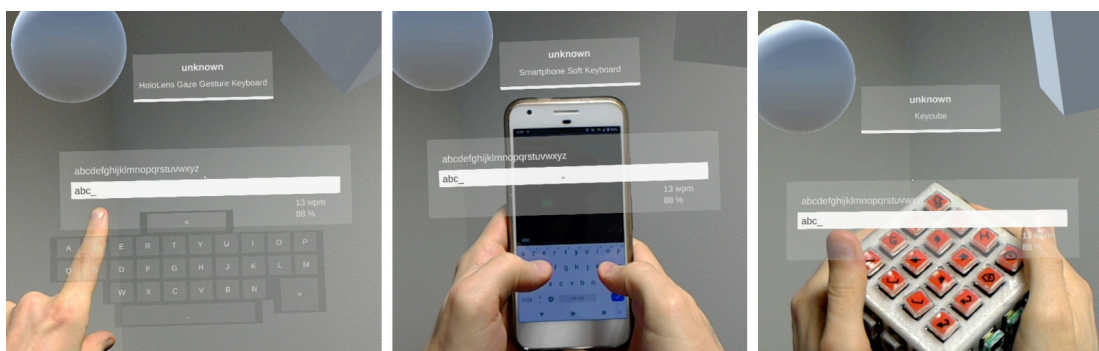 unknown
HoloLens Gaze Gesture Keyboard
abcdefghijklmnopqrstuvwxyz
abc_
13 wpm
88 %
<
A E R T Y U I O P
Q D F G H J K L M
W X C V B N >
_
unknown
Smartphone Soft Keyboard
abcdefghijklmnopqrstuvwxyz
abc_
13 wpm
88 %
unknown
Keycube
abcdefghijklmnopqrstuvwxyz
abc_
13 wpm
88 %